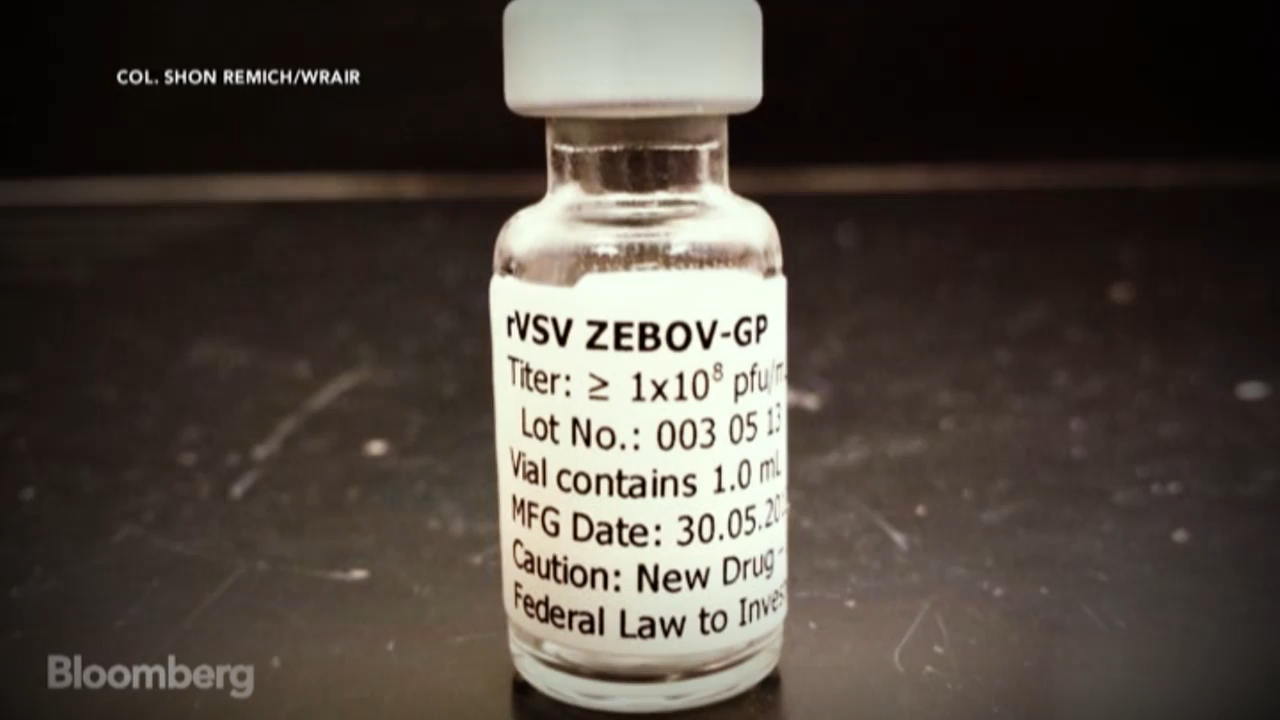 COL. SHON REMICH/WRAIR
rVSV ZEBOV-GP
Titer: ≥ 1x10⁸ pfu/m
Lot No.: 003 05 13
Vial contains 1.0 mL
MFG Date: 30.05.20
Caution: New Drug -
Federal Law to Inves
Bloomberg